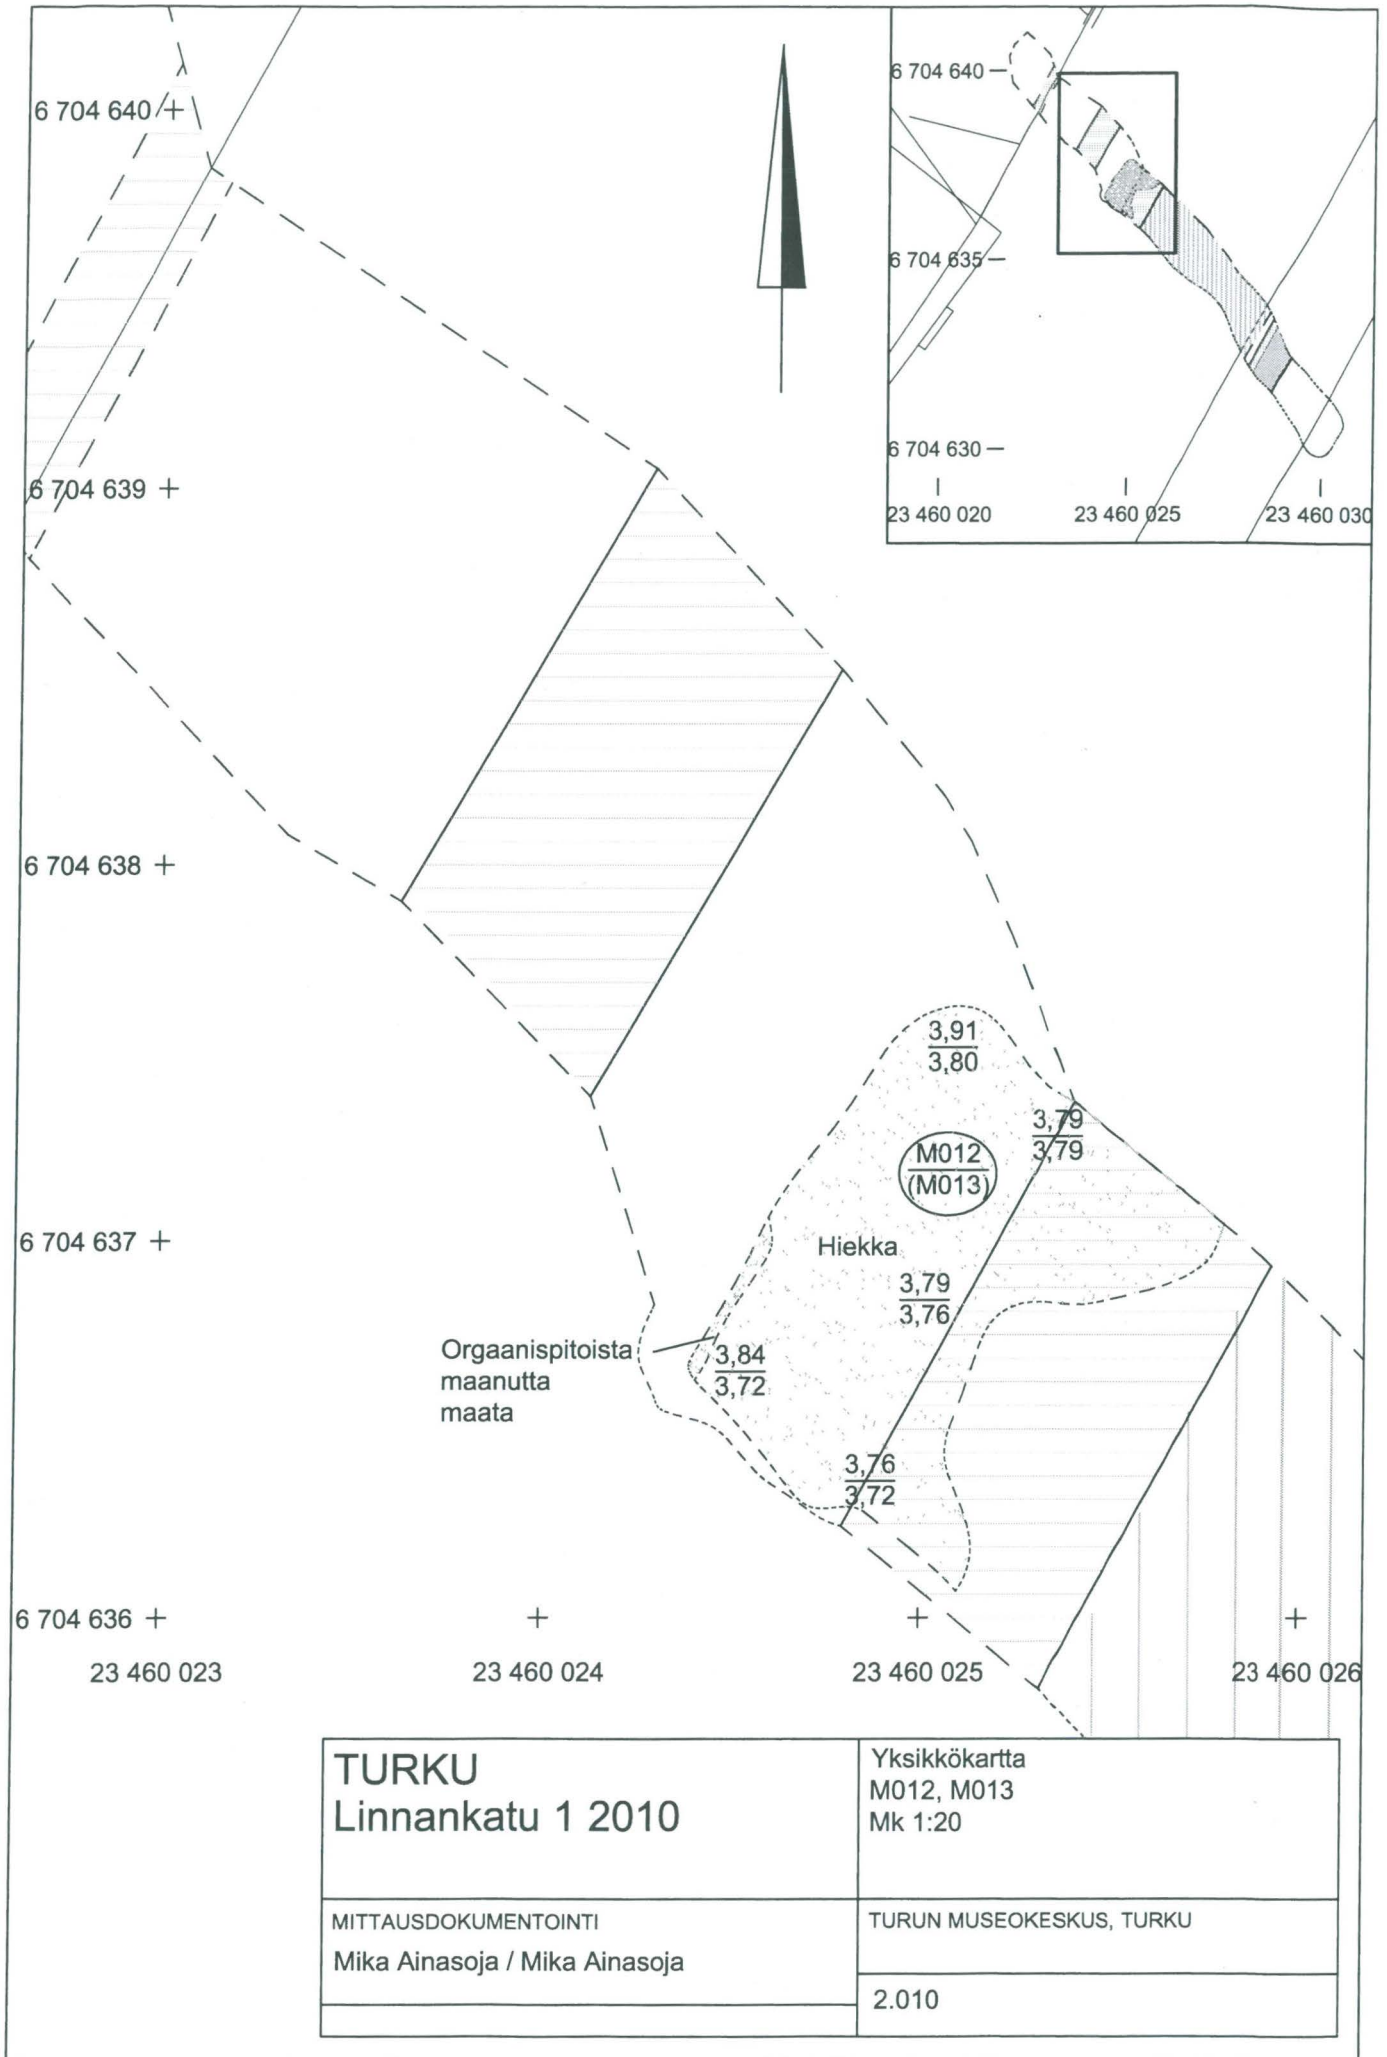 6 704 640
6 704 639
6 704 638
6 704 637
6 704 636
23 460 023
23 460 024
23 460 025
23 460 026
6 704 640
6 704 635
6 704 630
23 460 020
23 460 025
23 460 030
3,91
3,80
3,79
3,79
M012
(M013)
Hiekka
3,79
3,76
Orgaanispitoista
maanutta
maata
3,84
3,72
3,76
3,72
TURKU
Linnankatu 1 2010
Yksikkökartta
M012, M013
Mk 1:20
MITTAUSDOKUMENTOINTI
Mika Ainasoja / Mika Ainasoja
TURUN MUSEOKESKUS, TURKU
2.010